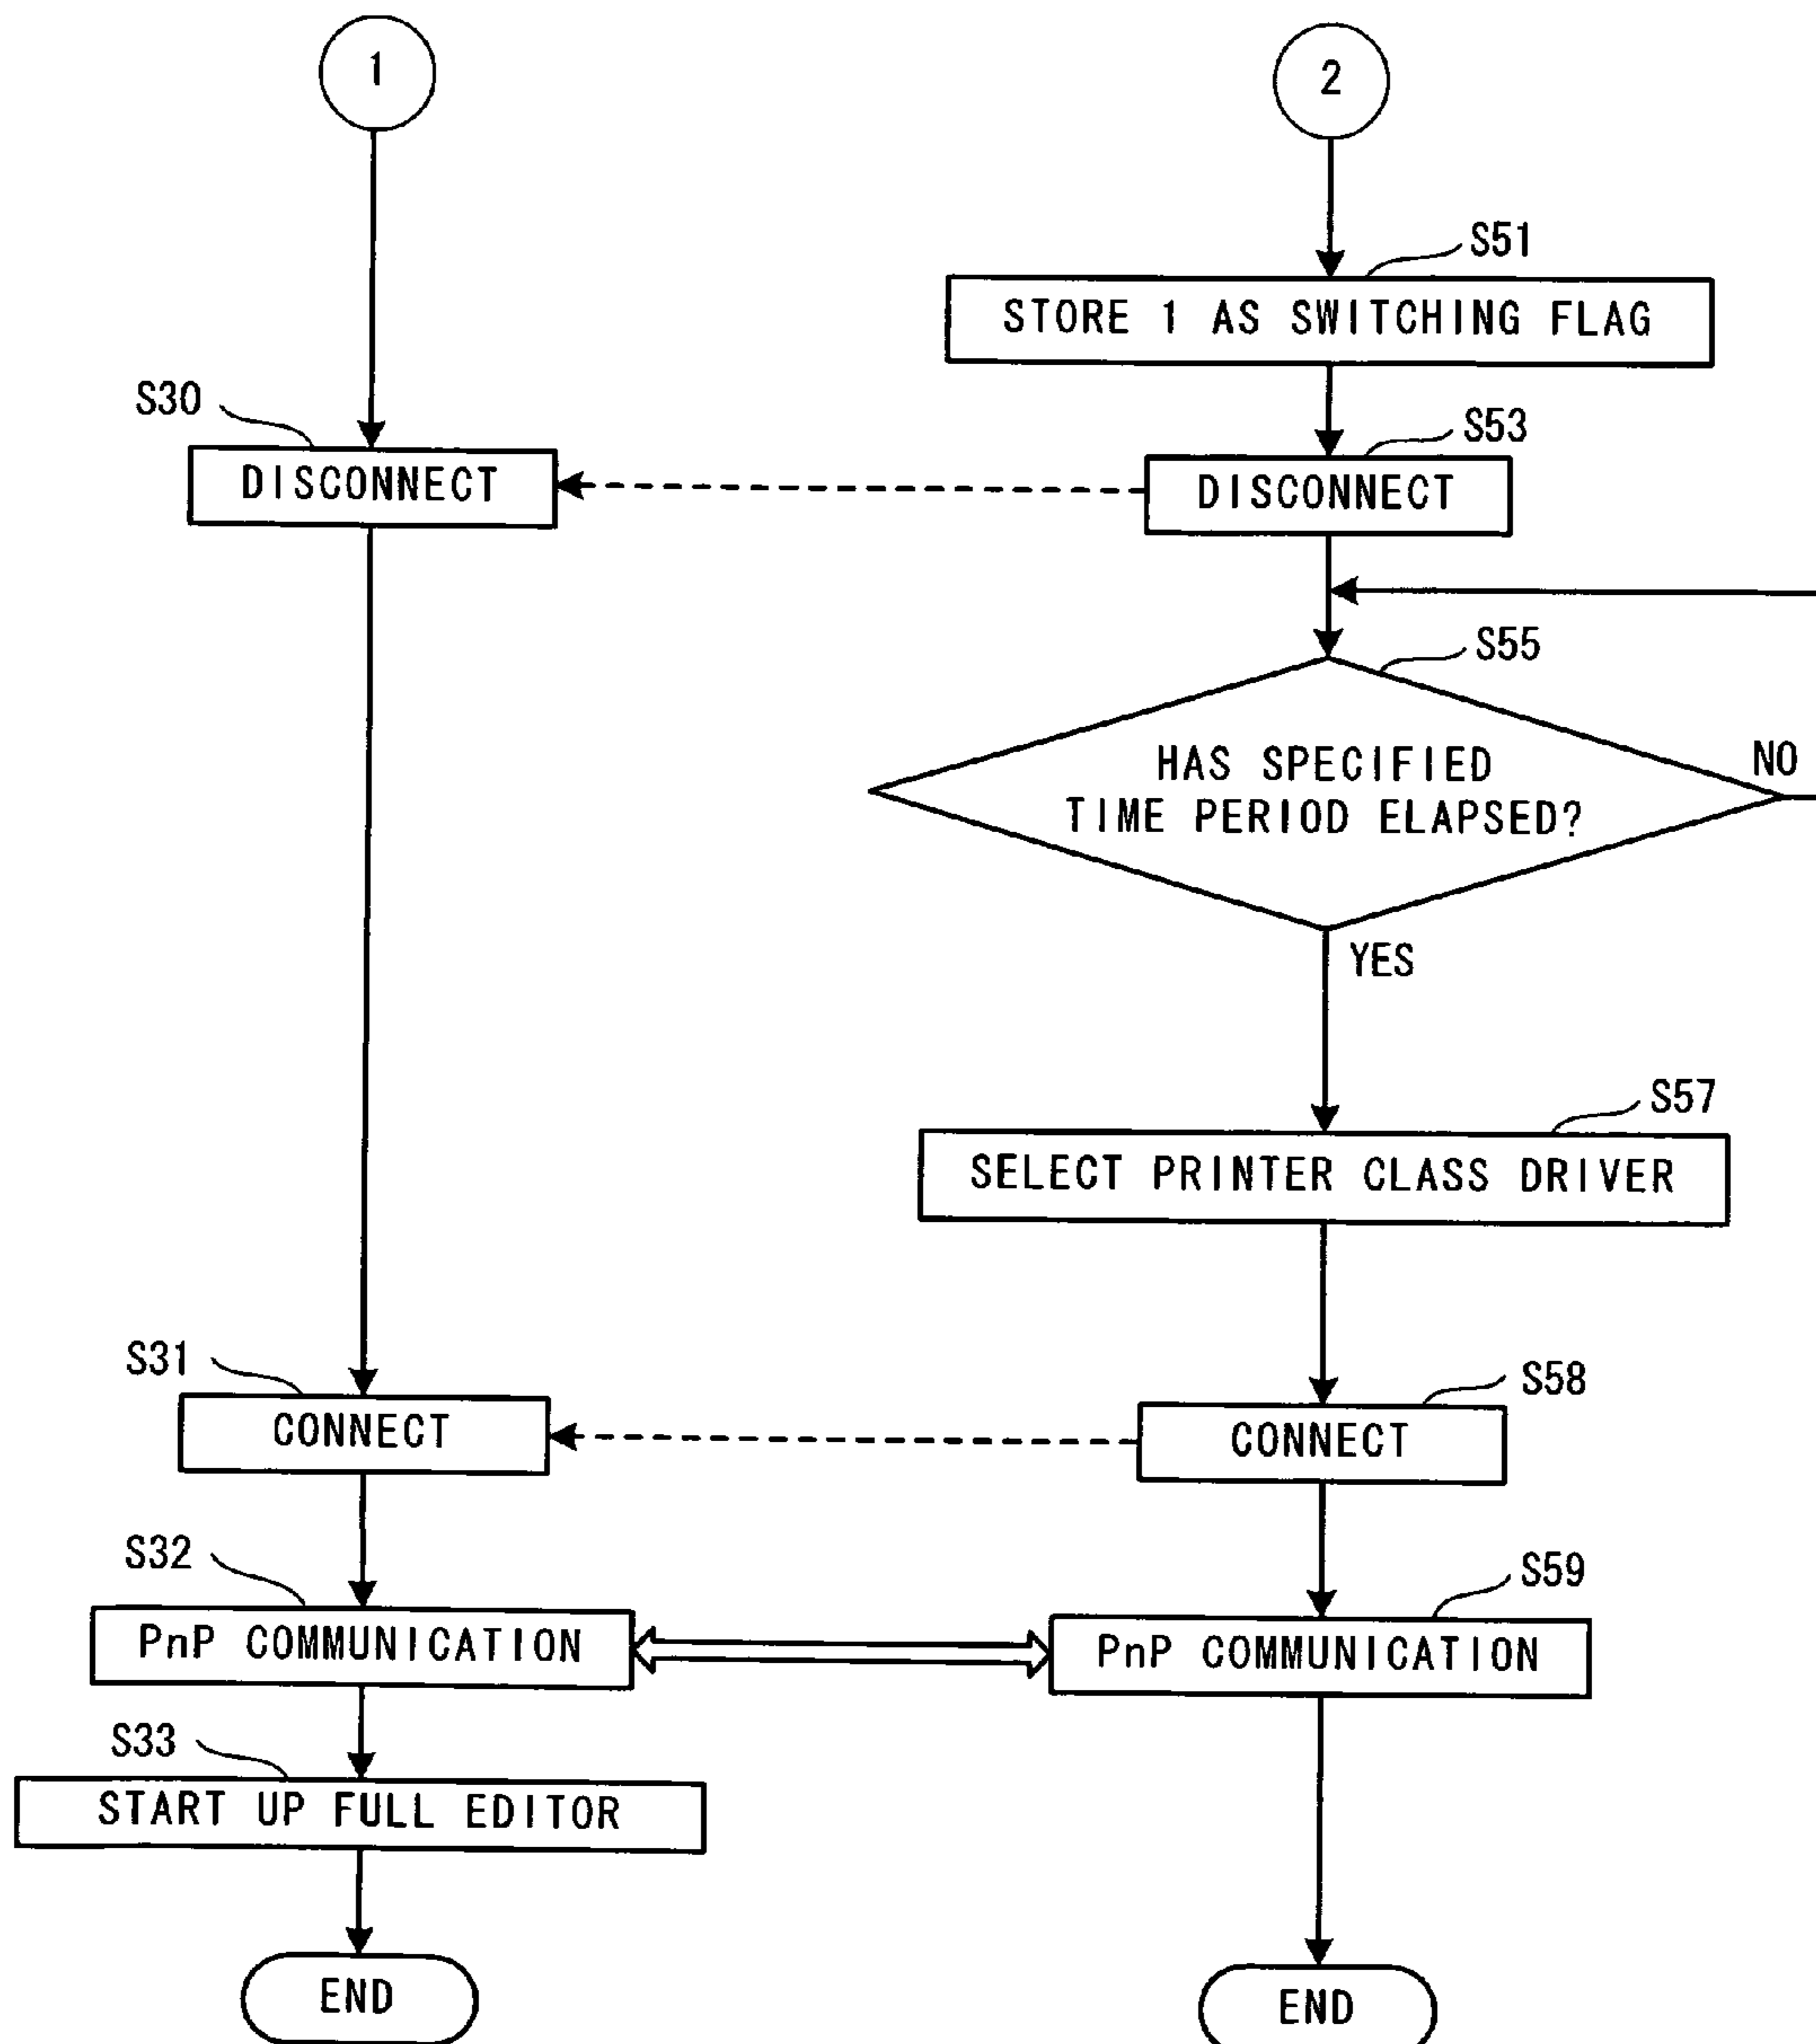 1
2
S51
STORE 1 AS SWITCHING FLAG
S30
DISCONNECT
S53
DISCONNECT
S55
HAS SPECIFIED
TIME PERIOD ELAPSED?
NO
YES
S57
SELECT PRINTER CLASS DRIVER
S31
CONNECT
S58
CONNECT
S32
PnP COMMUNICATION
S59
PnP COMMUNICATION
S33
START UP FULL EDITOR
END
END